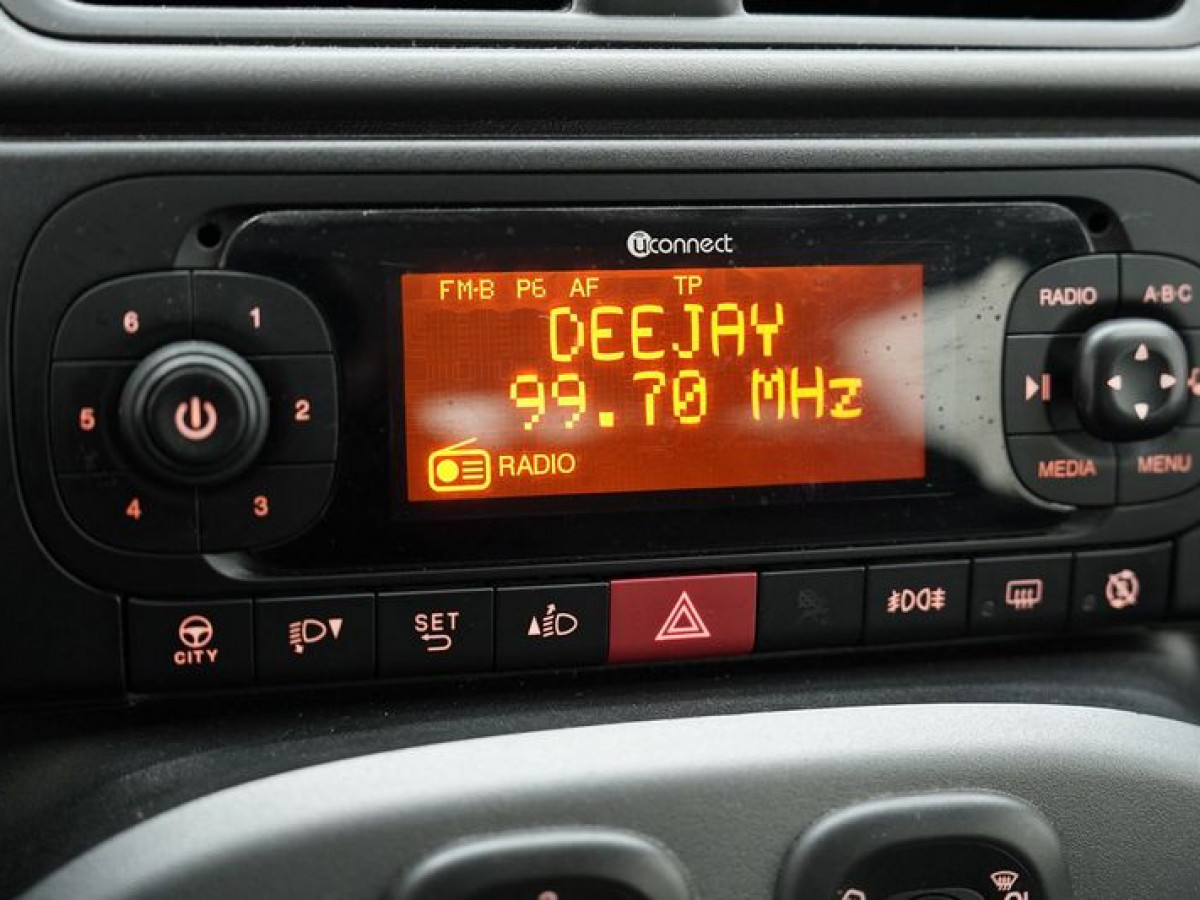 uconnect
FM-B P6 AF TP
DEEJAY
99.70 MHz
RADIO
6 1
5 2
4 3
RADIO A·B·C
MEDIA MENU
CITY
SET